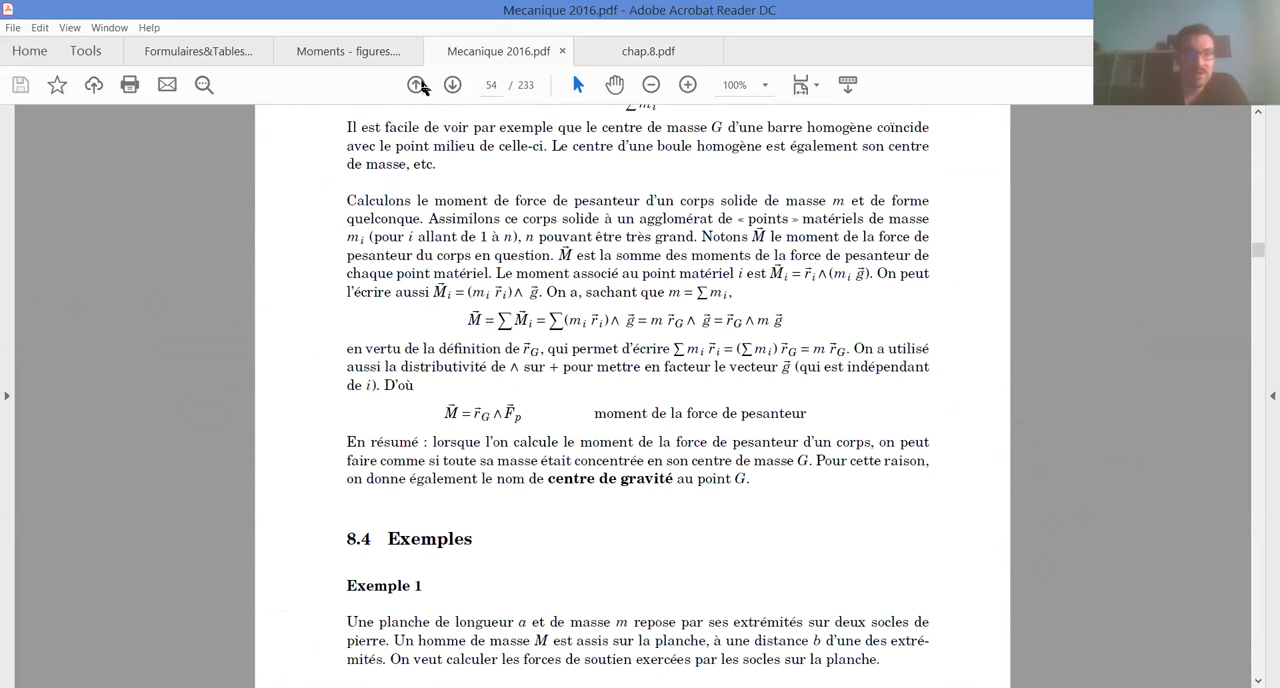 Mecanique 2016.pdf - Adobe Acrobat Reader DC
File Edit View Window Help
Home Tools Formulaires&Tables... Moments - figures.... Mecanique 2016.pdf × chap.8.pdf
54 / 233 100%
Il est facile de voir par exemple que le centre de masse G d'une barre homogène coïncide
avec le point milieu de celle-ci. Le centre d'une boule homogène est également son centre
de masse, etc.
Calculons le moment de force de pesanteur d'un corps solide de masse m et de forme
quelconque. Assimilons ce corps solide à un agglomérat de « points » matériels de masse
mᵢ (pour i allant de 1 à n), n pouvant être très grand. Notons M⃗ le moment de la force de
pesanteur du corps en question. M⃗ est la somme des moments de la force de pesanteur de
chaque point matériel. Le moment associé au point matériel i est M⃗ᵢ = r⃗ᵢ ∧ (mᵢ g⃗). On peut
l'écrire aussi M⃗ᵢ = (mᵢ r⃗ᵢ) ∧ g⃗. On a, sachant que m = ∑ mᵢ,
M⃗ = ∑ M⃗ᵢ = ∑(mᵢ r⃗ᵢ) ∧ g⃗ = m r⃗_G ∧ g⃗ = r⃗_G ∧ m g⃗
en vertu de la définition de r⃗_G, qui permet d'écrire ∑ mᵢ r⃗ᵢ = (∑ mᵢ) r⃗_G = m r⃗_G. On a utilisé
aussi la distributivité de ∧ sur + pour mettre en facteur le vecteur g⃗ (qui est indépendant
de i). D'où
M⃗ = r⃗_G ∧ F⃗_p moment de la force de pesanteur
En résumé : lorsque l'on calcule le moment de la force de pesanteur d'un corps, on peut
faire comme si toute sa masse était concentrée en son centre de masse G. Pour cette raison,
on donne également le nom de centre de gravité au point G.
8.4 Exemples
Exemple 1
Une planche de longueur a et de masse m repose par ses extrémités sur deux socles de
pierre. Un homme de masse M est assis sur la planche, à une distance b d'une des extré-
mités. On veut calculer les forces de soutien exercées par les socles sur la planche.